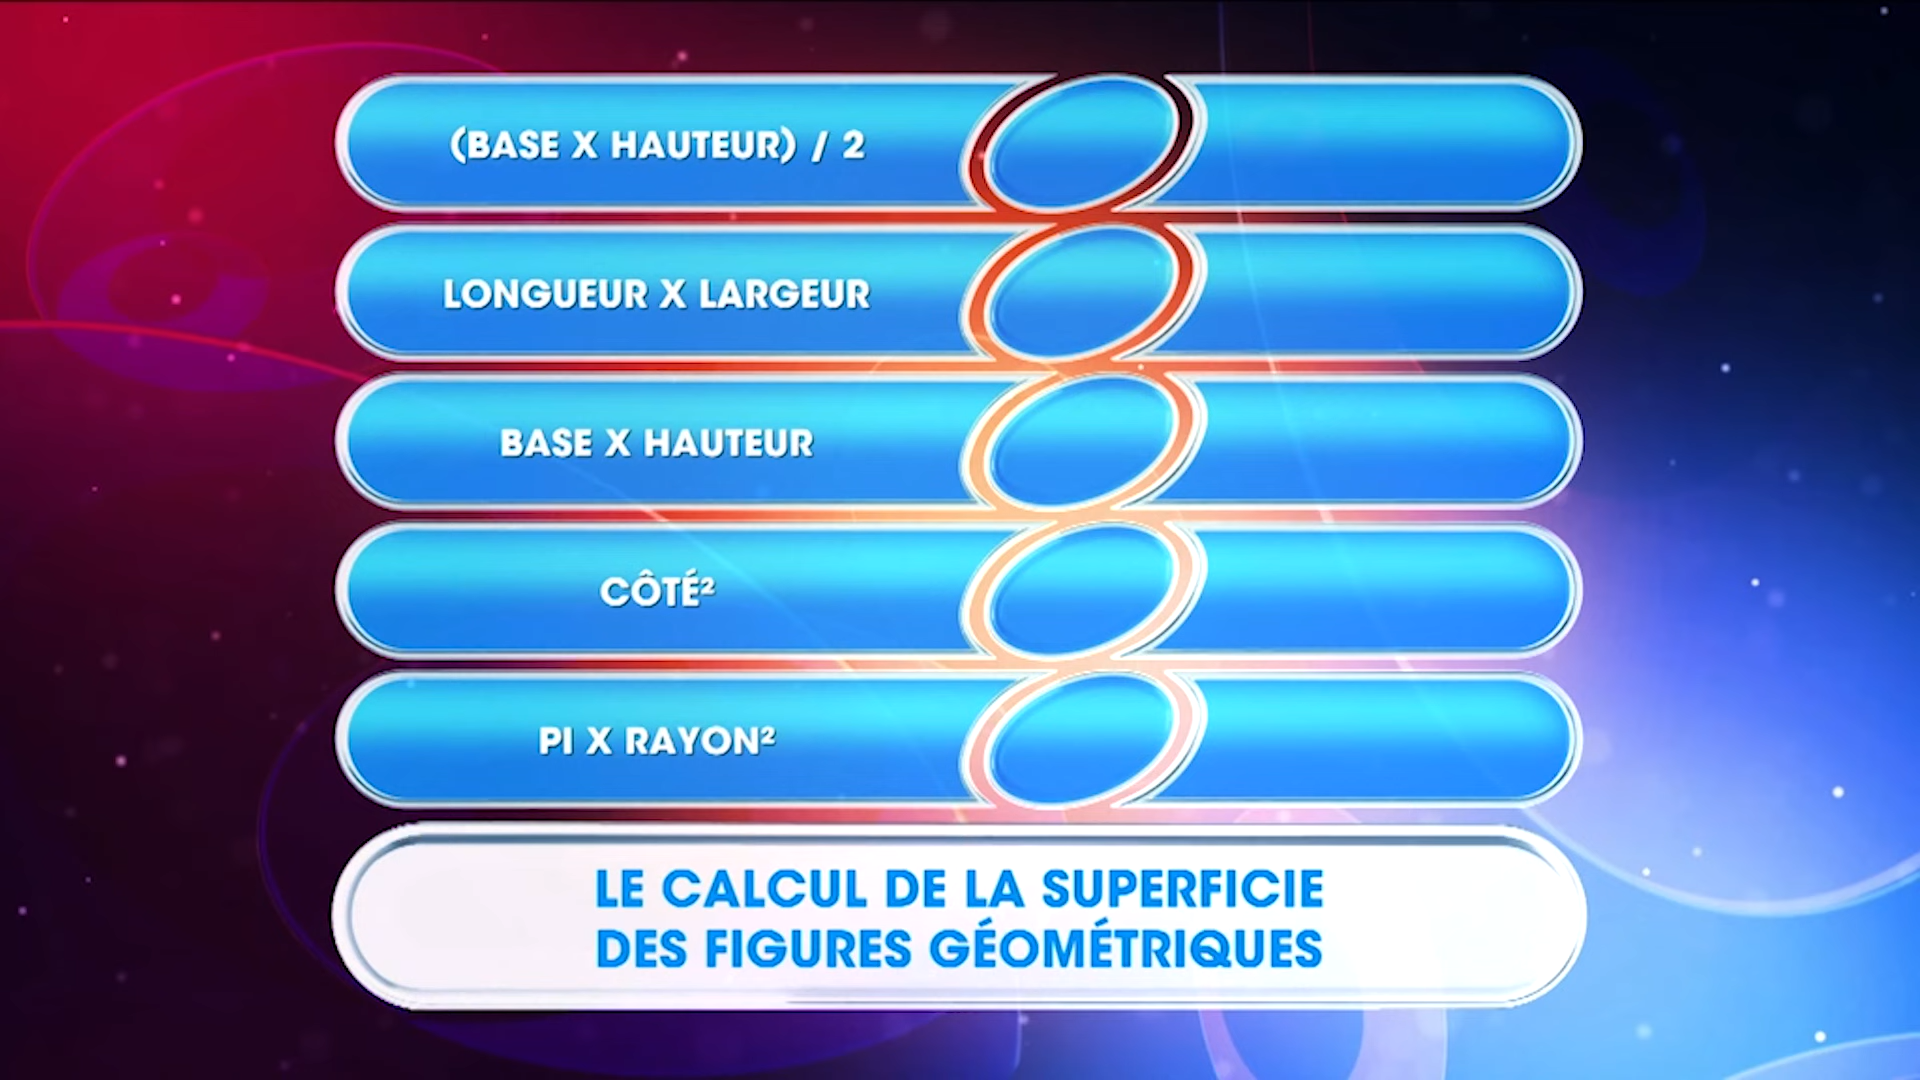 (BASE X HAUTEUR) / 2
LONGUEUR X LARGEUR
BASE X HAUTEUR
CÔTÉ²
PI X RAYON²
LE CALCUL DE LA SUPERFICIE
DES FIGURES GÉOMÉTRIQUES